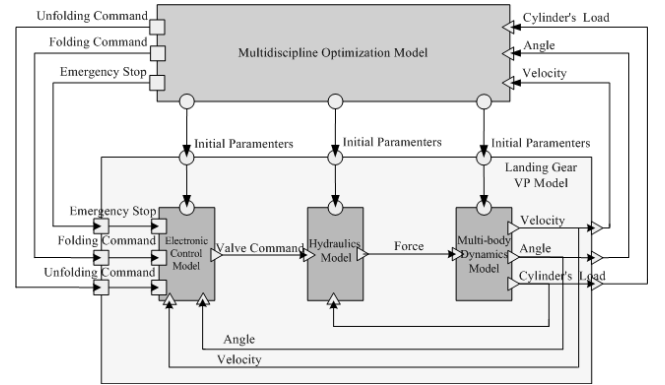 Unfolding Command
Cylinder's Load
Folding Command
Multidiscipline Optimization Model
Angle
Emergency Stop
Velocity
Initial Paramenters
Initial Paramenters
Initial Paramenters
Landing Gear
VP Model
Emergency Stop
Velocity
Folding Command
Electronic
Control
Model
Valve Command
Hydraulics
Model
Force
Multi-body
Dynamics
Model
Angle
Unfolding Command
Cylinder's Load
Angle
Velocity